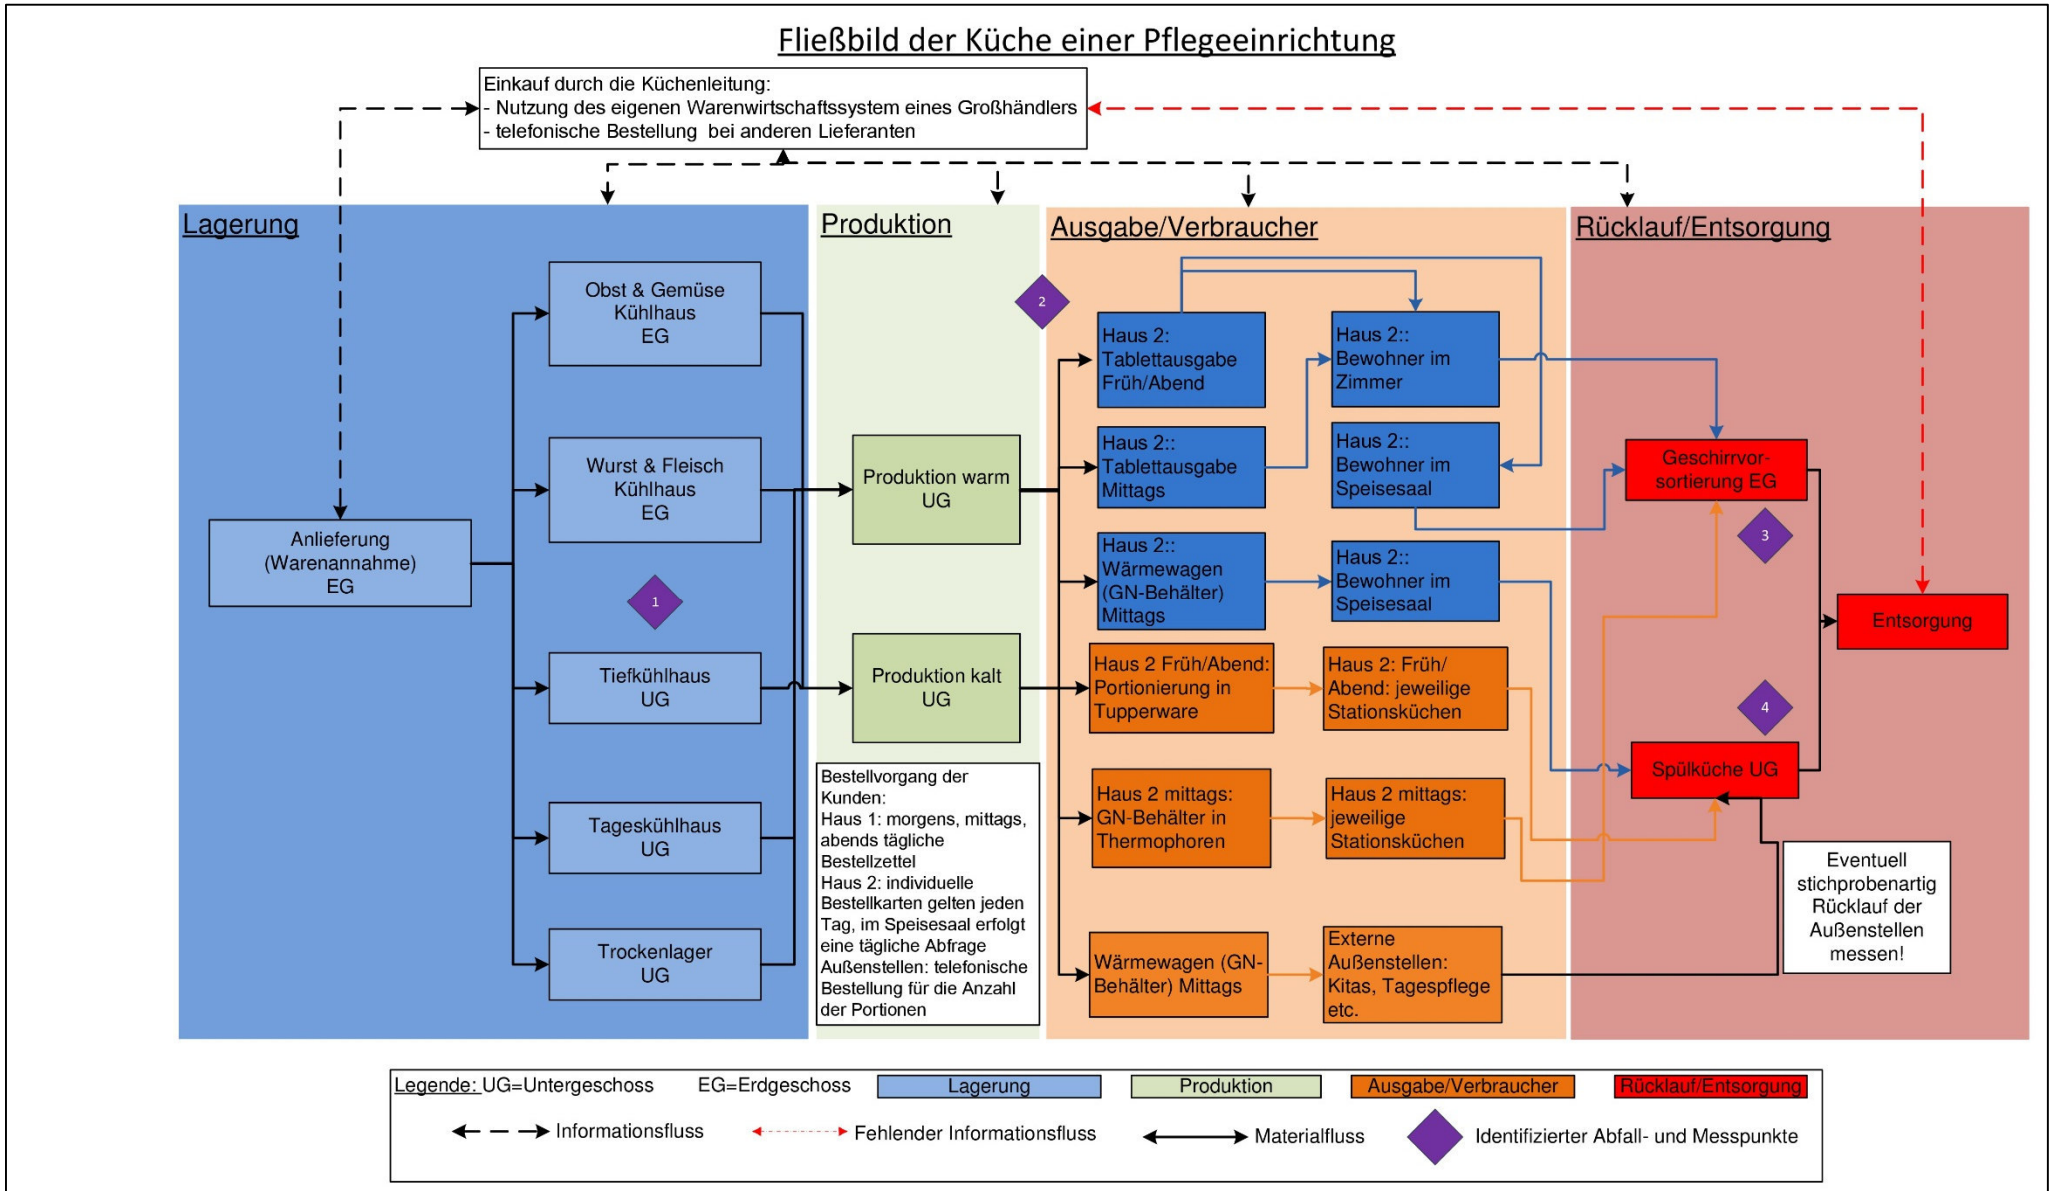 Fließbild der Küche einer Pflegeeinrichtung
Einkauf durch die Küchenleitung:
- Nutzung des eigenen Warenwirtschaftssystem eines Großhändlers
- telefonische Bestellung bei anderen Lieferanten
Lagerung
Anlieferung
(Warenannahme)
EG
Obst & Gemüse
Kühlhaus
EG
Wurst & Fleisch
Kühlhaus
EG
1
Tiefkühlhaus
UG
Tageskühlhaus
UG
Trockenlager
UG
Produktion
Produktion warm
UG
Produktion kalt
UG
Bestellvorgang der
Kunden:
Haus 1: morgens, mittags,
abends tägliche
Bestellzettel
Haus 2: individuelle
Bestellkarten gelten jeden
Tag, im Speisesaal erfolgt
eine tägliche Abfrage
Außenstellen: telefonische
Bestellung für die Anzahl
der Portionen
Ausgabe/Verbraucher
2
Haus 2:
Tablettausgabe
Früh/Abend
Haus 2::
Bewohner im
Zimmer
Haus 2::
Tablettausgabe
Mittags
Haus 2::
Bewohner im
Speisesaal
Haus 2::
Wärmewagen
(GN-Behälter)
Mittags
Haus 2::
Bewohner im
Speisesaal
Haus 2 Früh/Abend:
Portionierung in
Tupperware
Haus 2: Früh/
Abend: jeweilige
Stationsküchen
Haus 2 mittags:
GN-Behälter in
Thermophoren
Haus 2 mittags:
jeweilige
Stationsküchen
Wärmewagen (GN-
Behälter) Mittags
Externe
Außenstellen:
Kitas, Tagespflege
etc.
Rücklauf/Entsorgung
Geschirrvor-
sortierung EG
3
Entsorgung
4
Spülküche UG
Eventuell
stichprobenartig
Rücklauf der
Außenstellen
messen!
Legende: UG=Untergeschoss EG=Erdgeschoss Lagerung Produktion Ausgabe/Verbraucher Rücklauf/Entsorgung
Informationsfluss Fehlender Informationsfluss Materialfluss Identifizierter Abfall- und Messpunkte